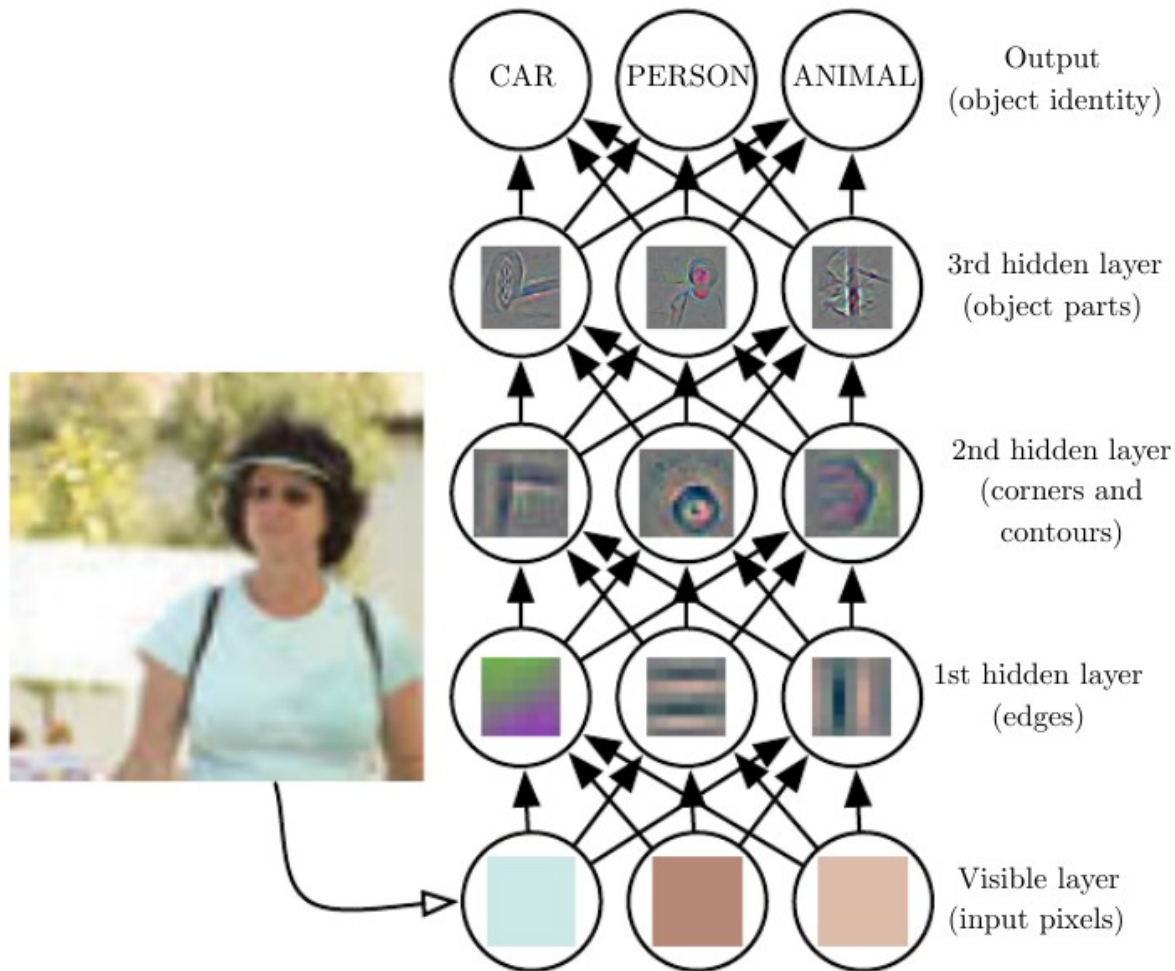 CAR
PERSON
ANIMAL
Output
(object identity)
3rd hidden layer
(object parts)
2nd hidden layer
(corners and
contours)
1st hidden layer
(edges)
Visible layer
(input pixels)